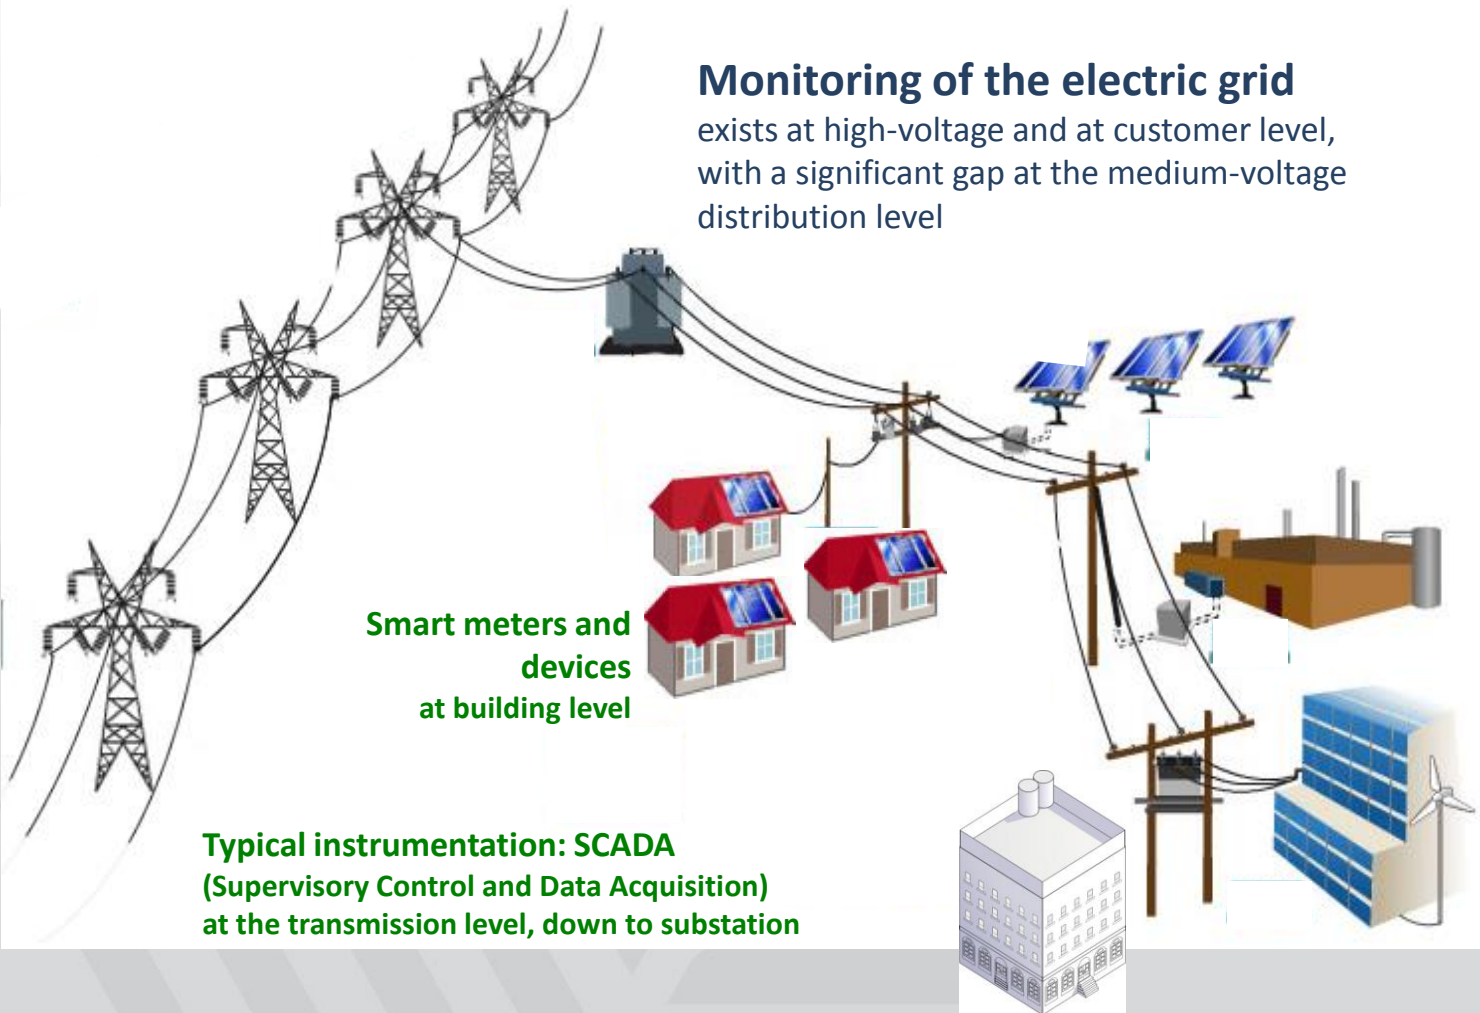 Monitoring of the electric grid
exists at high-voltage and at customer level,
with a significant gap at the medium-voltage
distribution level
Smart meters and
devices
at building level
Typical instrumentation: SCADA
(Supervisory Control and Data Acquisition)
at the transmission level, down to substation